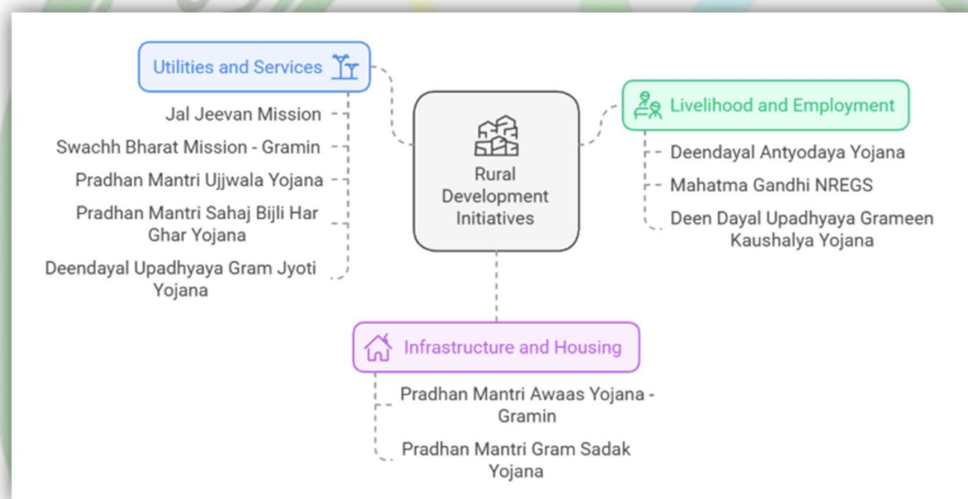 Utilities and Services
Jal Jeevan Mission
Swachh Bharat Mission - Gramin
Pradhan Mantri Ujjwala Yojana
Pradhan Mantri Sahaj Bijli Har
Ghar Yojana
Deendayal Upadhyaya Gram Jyoti
Yojana
Rural
Development
Initiatives
Livelihood and Employment
Deendayal Antyodaya Yojana
Mahatma Gandhi NREGS
Deen Dayal Upadhyaya Grameen
Kaushalya Yojana
Infrastructure and Housing
Pradhan Mantri Awaas Yojana -
Gramin
Pradhan Mantri Gram Sadak
Yojana